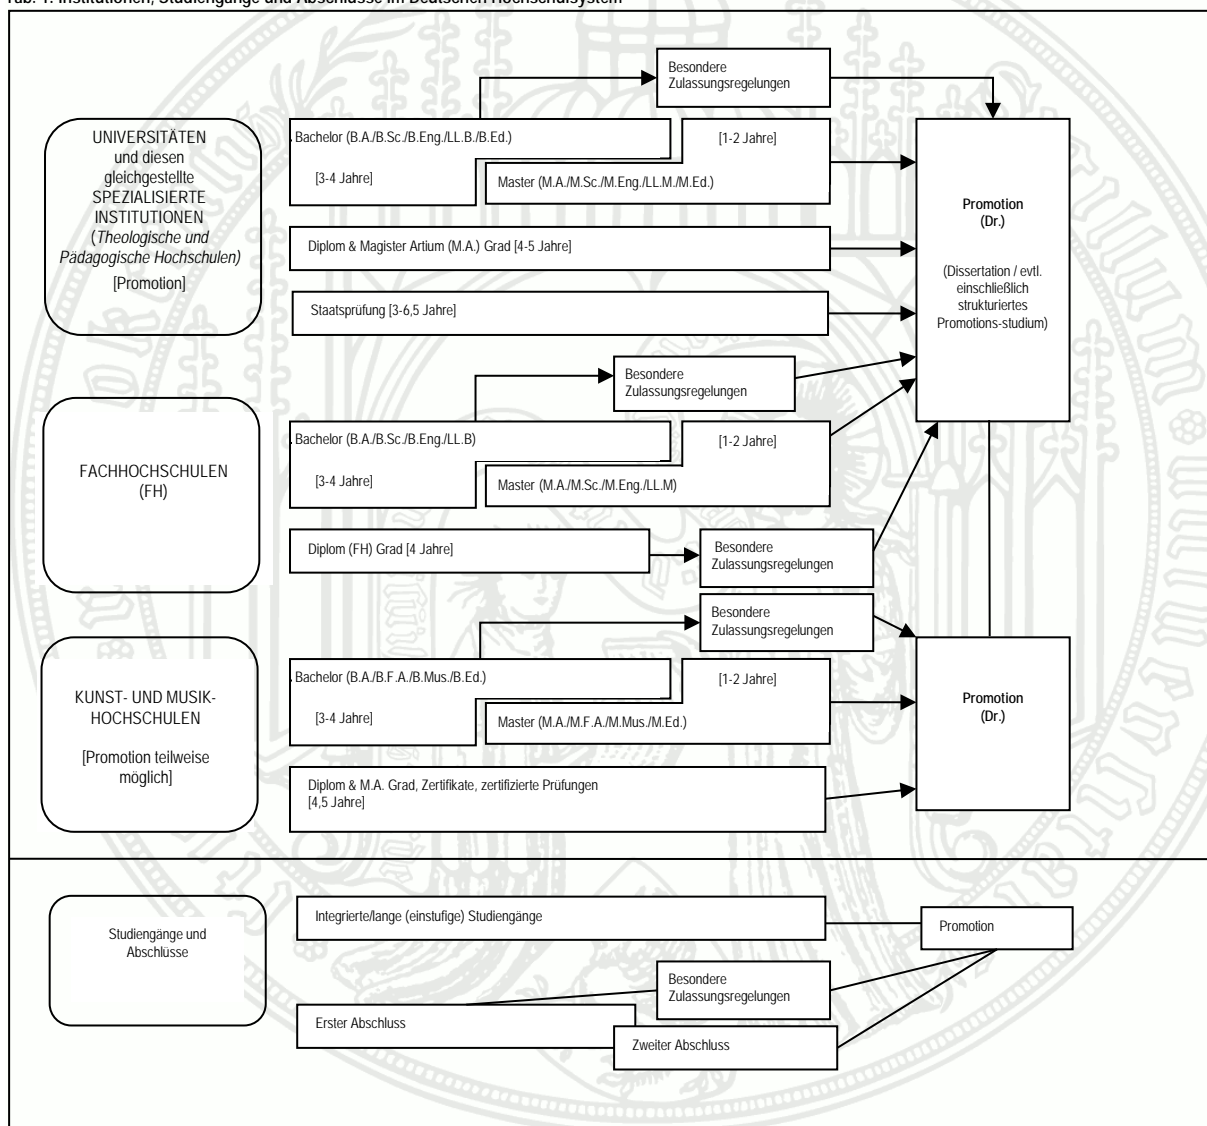 Tab. 1: Institutionen, Studiengänge und Abschlüsse im Deutschen Hochschulsystem
Besondere
Zulassungsregelungen
UNIVERSITÄTEN
und diesen
gleichgestellte
SPEZIALISIERTE
INSTITUTIONEN
(Theologische und
Pädagogische Hochschulen)
[Promotion]
Bachelor (B.A./B.Sc./B.Eng./LL.B./B.Ed.)
[3-4 Jahre]
[1-2 Jahre]
Master (M.A./M.Sc./M.Eng./LL.M./M.Ed.)
Diplom & Magister Artium (M.A.) Grad [4-5 Jahre]
Staatsprüfung [3-6,5 Jahre]
Promotion
(Dr.)
(Dissertation / evtl.
einschließlich
strukturiertes
Promotions-studium)
Besondere
Zulassungsregelungen
FACHHOCHSCHULEN
(FH)
Bachelor (B.A./B.Sc./B.Eng./LL.B)
[3-4 Jahre]
[1-2 Jahre]
Master (M.A./M.Sc./M.Eng./LL.M)
Diplom (FH) Grad [4 Jahre]
Besondere
Zulassungsregelungen
Besondere
Zulassungsregelungen
KUNST- UND MUSIK-
HOCHSCHULEN
[Promotion teilweise
möglich]
Bachelor (B.A./B.F.A./B.Mus./B.Ed.)
[3-4 Jahre]
[1-2 Jahre]
Master (M.A./M.F.A./M.Mus./M.Ed.)
Diplom & M.A. Grad, Zertifikate, zertifizierte Prüfungen
[4,5 Jahre]
Promotion
(Dr.)
Studiengänge und
Abschlüsse
Integrierte/lange (einstufige) Studiengänge
Promotion
Besondere
Zulassungsregelungen
Erster Abschluss
Zweiter Abschluss